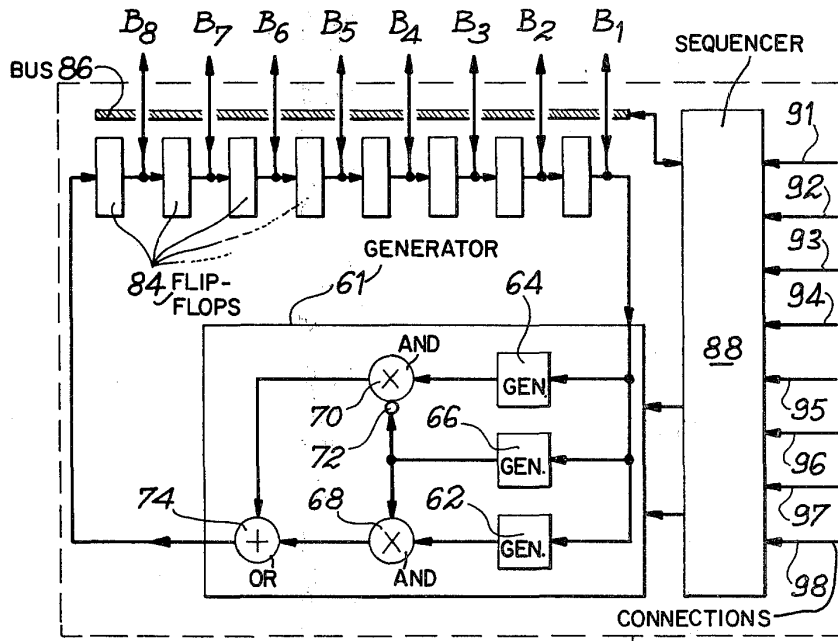 B8 B7 B6 B5 B4 B3 B2 B1
SEQUENCER
BUS 86
91
92
93
94
GENERATOR
84 FLIP-
FLOPS
61
64
AND
88
GEN.
70
95
72
66
GEN.
96
74
68
62
97
GEN.
OR
AND
98
CONNECTIONS